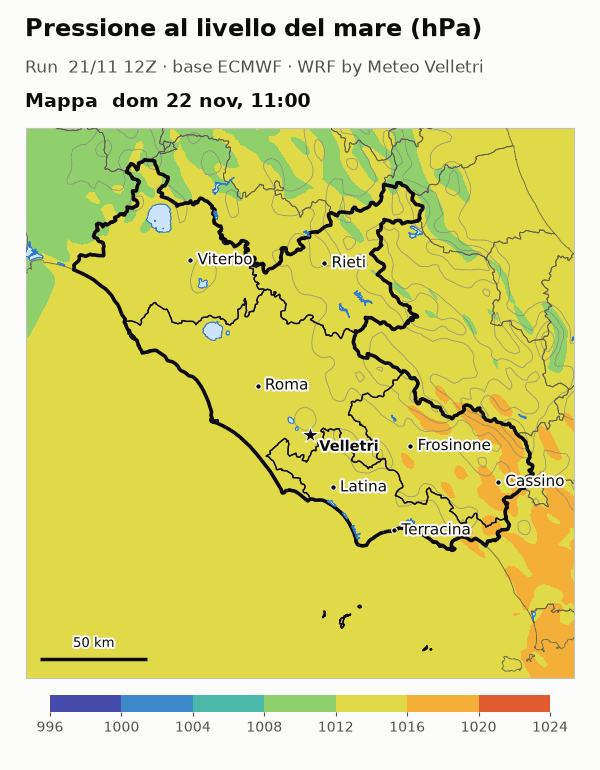 Pressione al livello del mare (hPa)
Run  21/11 12Z · base ECMWF · WRF by Meteo Velletri
Mappa  dom 22 nov, 11:00
Viterbo
Rieti
Roma
Velletri
Frosinone
Cassino
Latina
Terracina
50 km
996 1000 1004 1008 1012 1016 1020 1024